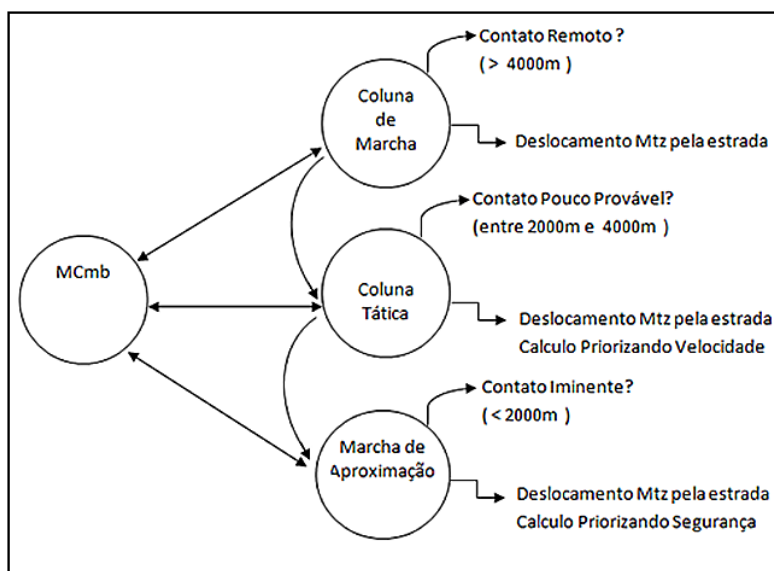 Contato Remoto ?
( > 4000m )
Coluna
de
Marcha
Deslocamento Mtz pela estrada
Contato Pouco Provável?
(entre 2000m e 4000m )
MCmb
Coluna
Tática
Deslocamento Mtz pela estrada
Calculo Priorizando Velocidade
Contato Iminente?
( < 2000m )
Marcha de
Aproximação
Deslocamento Mtz pela estrada
Calculo Priorizando Segurança